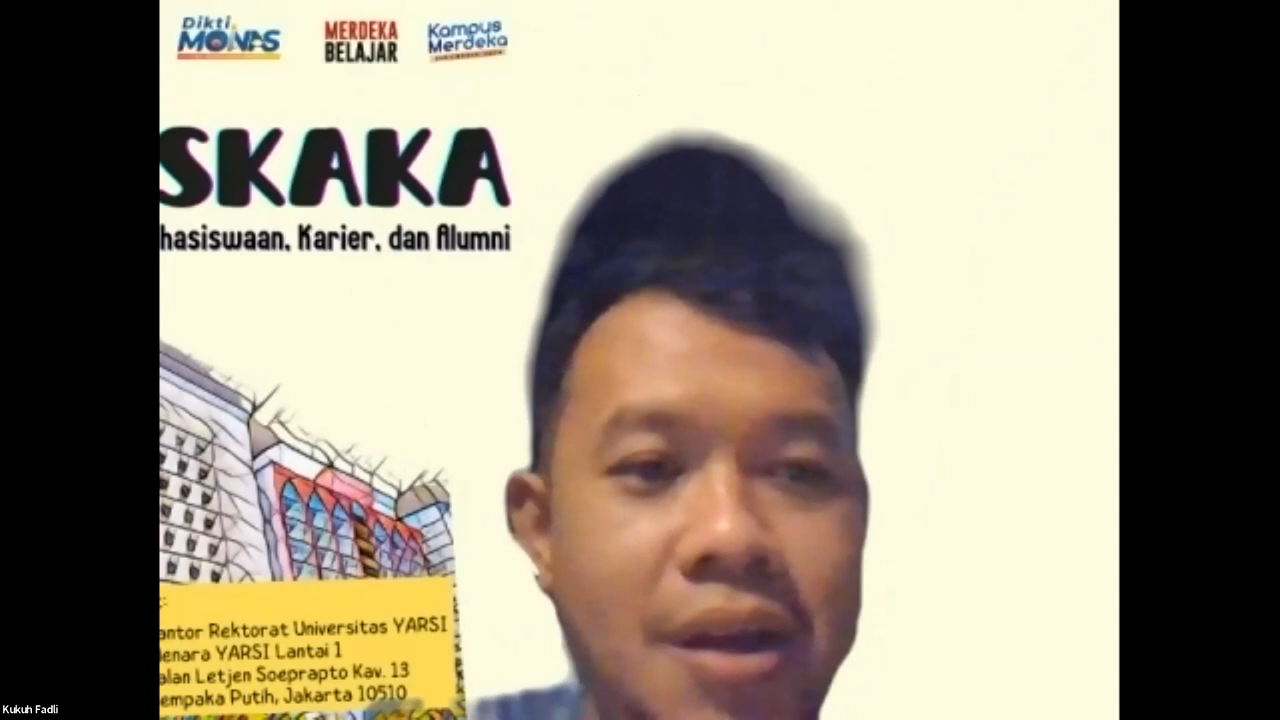 Dikti
MONAS
MERDEKA
BELAJAR
Kampus
Merdeka
SKAKA
hasiswaan, Karier, dan Alumni
antor Rektorat Universitas YARSI
enara YARSI Lantai 1
alan Letjen Soeprapto Kav. 13
empaka Putih, Jakarta 10510
Kukuh Fadli